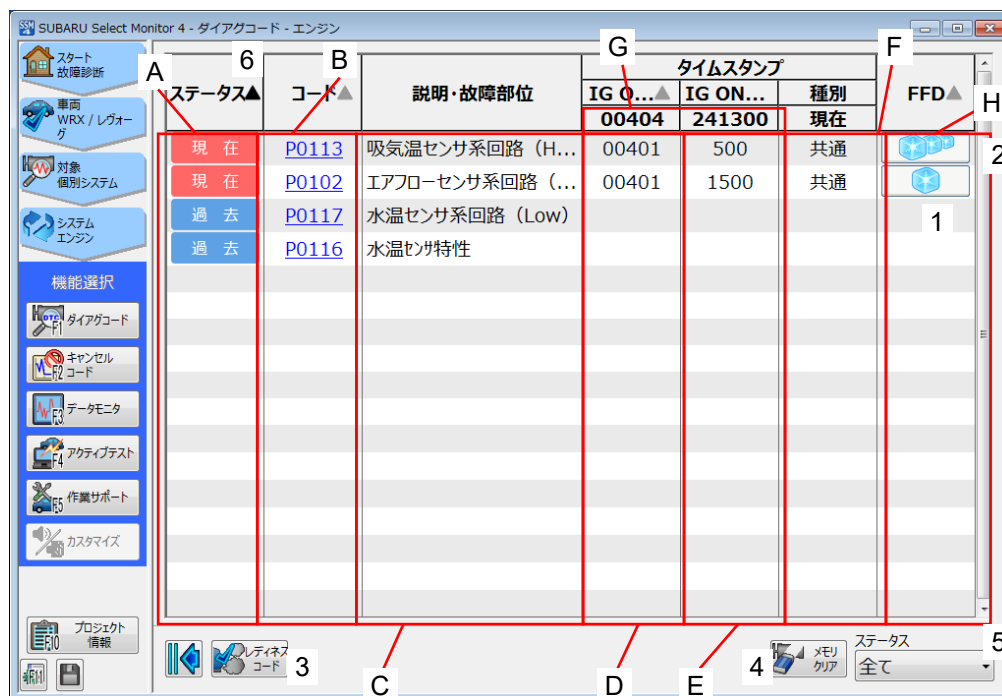 SUBARU Select Monitor 4 - ダイアグコード - エンジン
スタート
故障診断
車両
WRX / レヴォー
グ
対象
個別システム
システム
エンジン
機能選択
DTC
F1
ダイアグコード
F2
キャンセル
コード
F3
データモニタ
F4
アクティブテスト
F5
作業サポート
カスタマイズ
F10
プロジェクト
情報
F11
A
6
B
G
F
H
ステータス▲
コード▲
説明・故障部位
タイムスタンプ
IG O...▲
IG ON...
種別
FFD▲
00404
241300
現在
現 在
P0113
吸気温センサ系回路（H...
00401
500
共通
2
現 在
P0102
エアフローセンサ系回路（...
00401
1500
共通
過 去
P0117
水温センサ系回路（Low）
1
過 去
P0116
水温ｾﾝｻ特性
レディネス
コード
3
C
D
E
4
メモリ
クリア
ステータス
全て
5